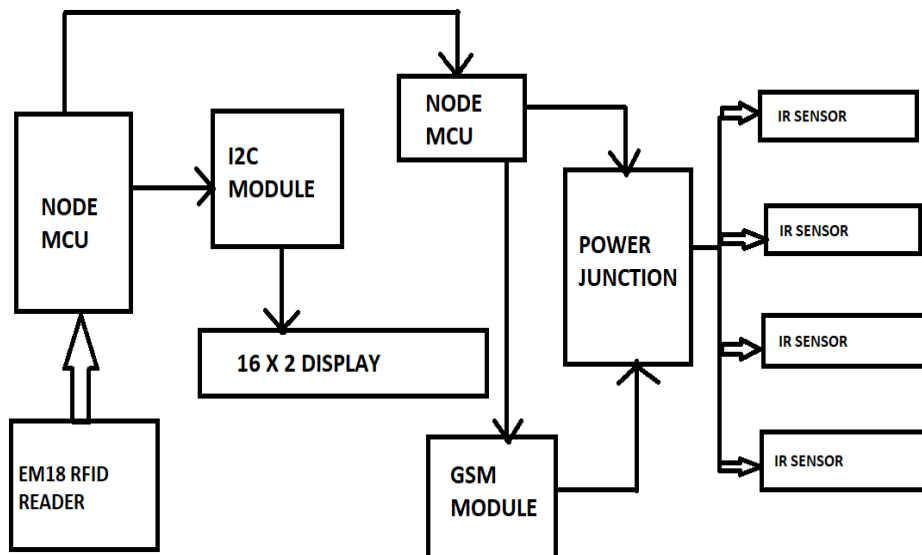 NODE
MCU
I2C
MODULE
16 X 2 DISPLAY
EM18 RFID
READER
NODE
MCU
GSM
MODULE
POWER
JUNCTION
IR SENSOR
IR SENSOR
IR SENSOR
IR SENSOR